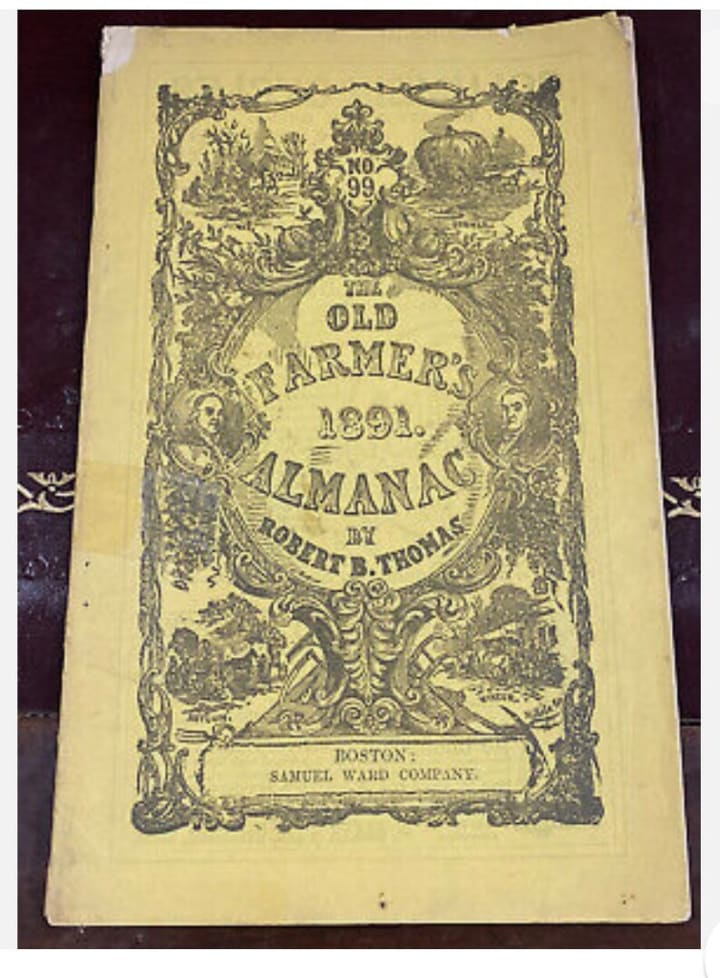 NO
99
THE
OLD
FARMER'S
1891.
ALMANAC
BY
ROBERT B. THOMAS
BOSTON:
SAMUEL WARD COMPANY.